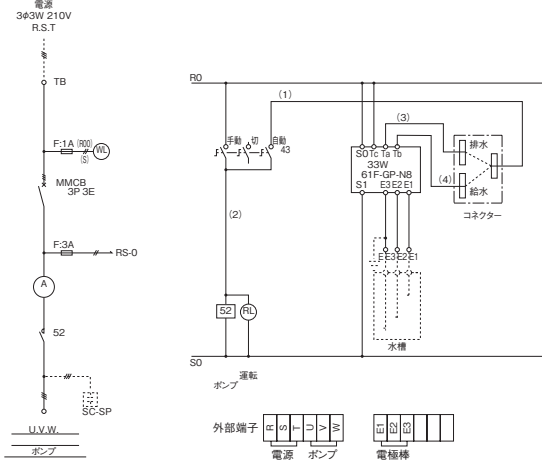 電源
3φ3W 210V
R.S.T
TB
F:1A (R00)
(S)
WL
MMCB
3P 3E
F:3A
RS-0
A
52
SC-SP
U.V.W.
ポンプ
R0
(1)
手動 切 自動
43
(2)
(3)
S0 Tc Ta Tb
33W
61F-GP-N8
S1 E3 E2 E1
(4)
排水
給水
コネクター
E E3 E2 E1
水槽
52 RL
S0
ポンプ 運転
外部端子 R S T U V W
電源 ポンプ
E1 E2 E3
電極棒